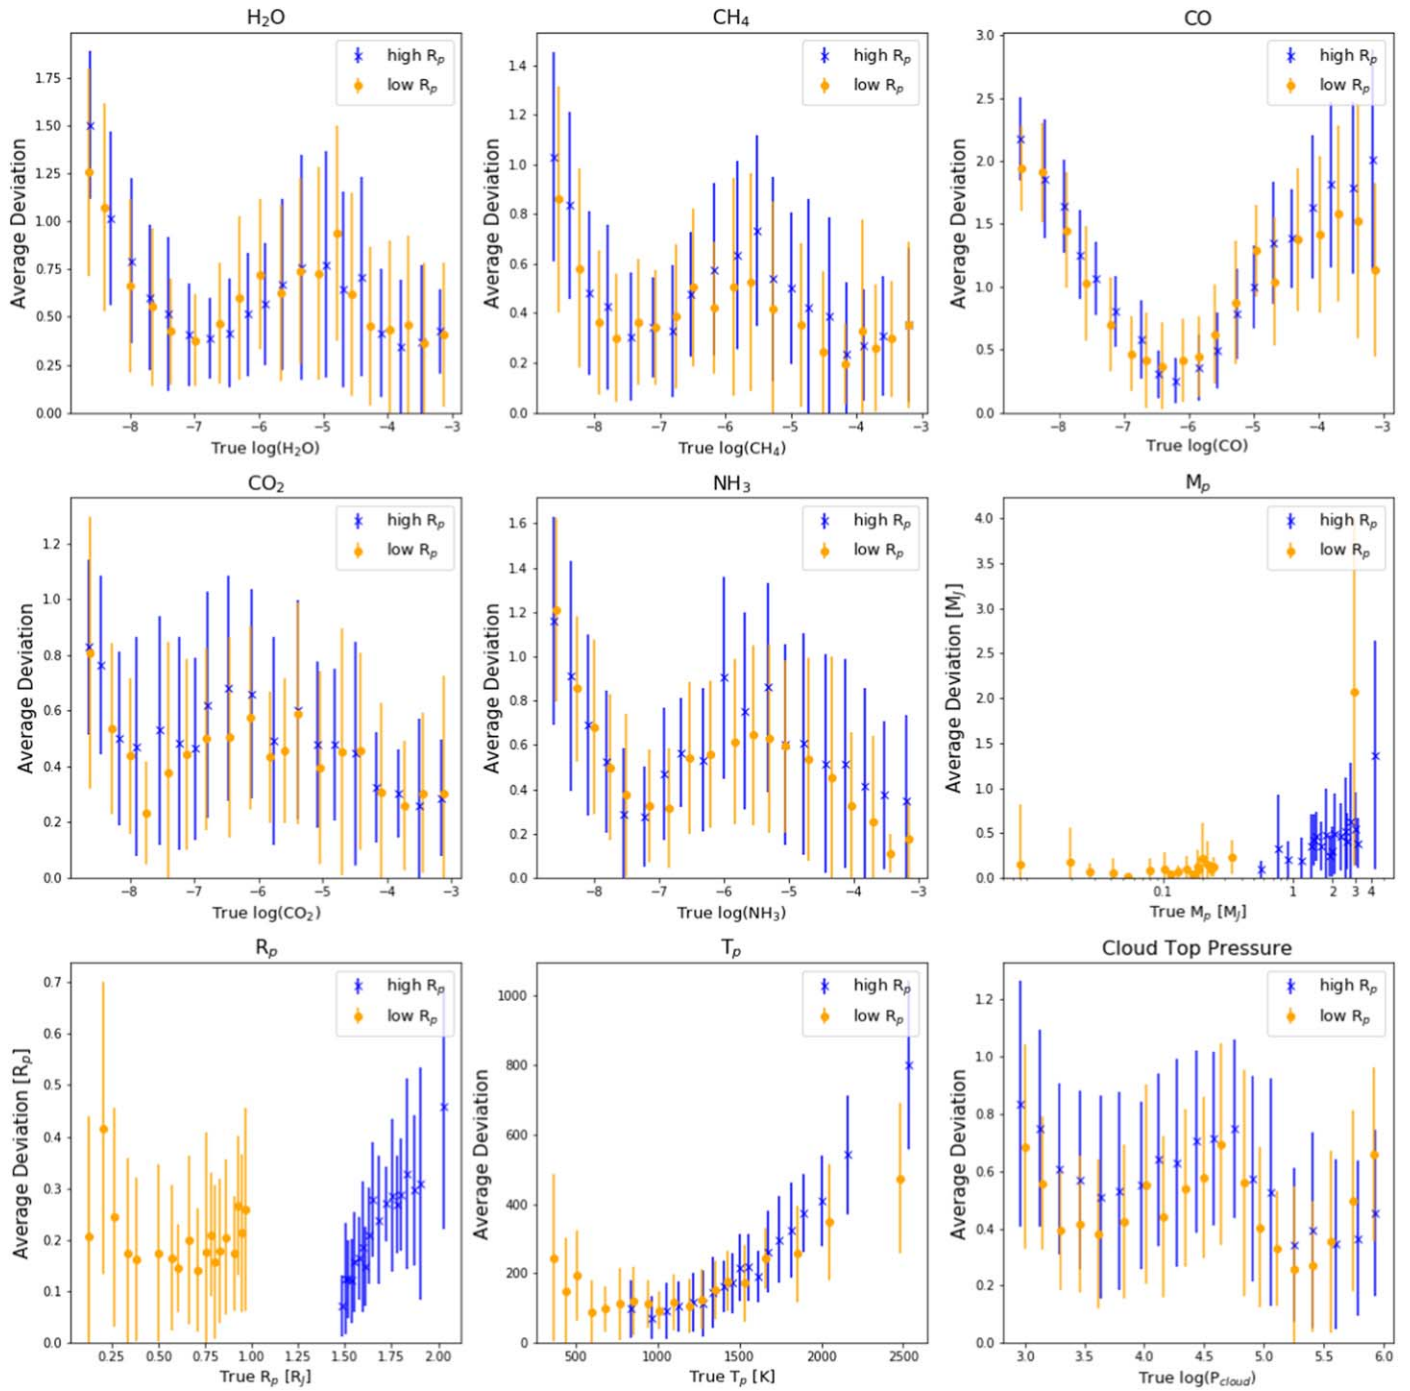 H₂O
high Rₚ
low Rₚ
Average Deviation
1.75
1.50
1.25
1.00
0.75
0.50
0.25
0.00
−8 −7 −6 −5 −4 −3
True log(H₂O)
CH₄
high Rₚ
low Rₚ
Average Deviation
1.4
1.2
1.0
0.8
0.6
0.4
0.2
0.0
−8 −7 −6 −5 −4 −3
True log(CH₄)
CO
high Rₚ
low Rₚ
Average Deviation
3.0
2.5
2.0
1.5
1.0
0.5
0.0
−8 −7 −6 −5 −4 −3
True log(CO)
CO₂
high Rₚ
low Rₚ
Average Deviation
1.2
1.0
0.8
0.6
0.4
0.2
0.0
−8 −7 −6 −5 −4 −3
True log(CO₂)
NH₃
high Rₚ
low Rₚ
Average Deviation
1.6
1.4
1.2
1.0
0.8
0.6
0.4
0.2
0.0
−8 −7 −6 −5 −4 −3
True log(NH₃)
Mₚ
high Rₚ
low Rₚ
Average Deviation [M_J]
4.0
3.5
3.0
2.5
2.0
1.5
1.0
0.5
0.0
0.1 1 2 3 4
True Mₚ [M_J]
Rₚ
high Rₚ
low Rₚ
Average Deviation [Rₚ]
0.7
0.6
0.5
0.4
0.3
0.2
0.1
0.0
0.25 0.50 0.75 1.00 1.25 1.50 1.75 2.00
True Rₚ [R_J]
Tₚ
high Rₚ
low Rₚ
Average Deviation
1000
800
600
400
200
0
500 1000 1500 2000 2500
True Tₚ [K]
Cloud Top Pressure
high Rₚ
low Rₚ
Average Deviation
1.2
1.0
0.8
0.6
0.4
0.2
0.0
3.0 3.5 4.0 4.5 5.0 5.5 6.0
True log(P_cloud)